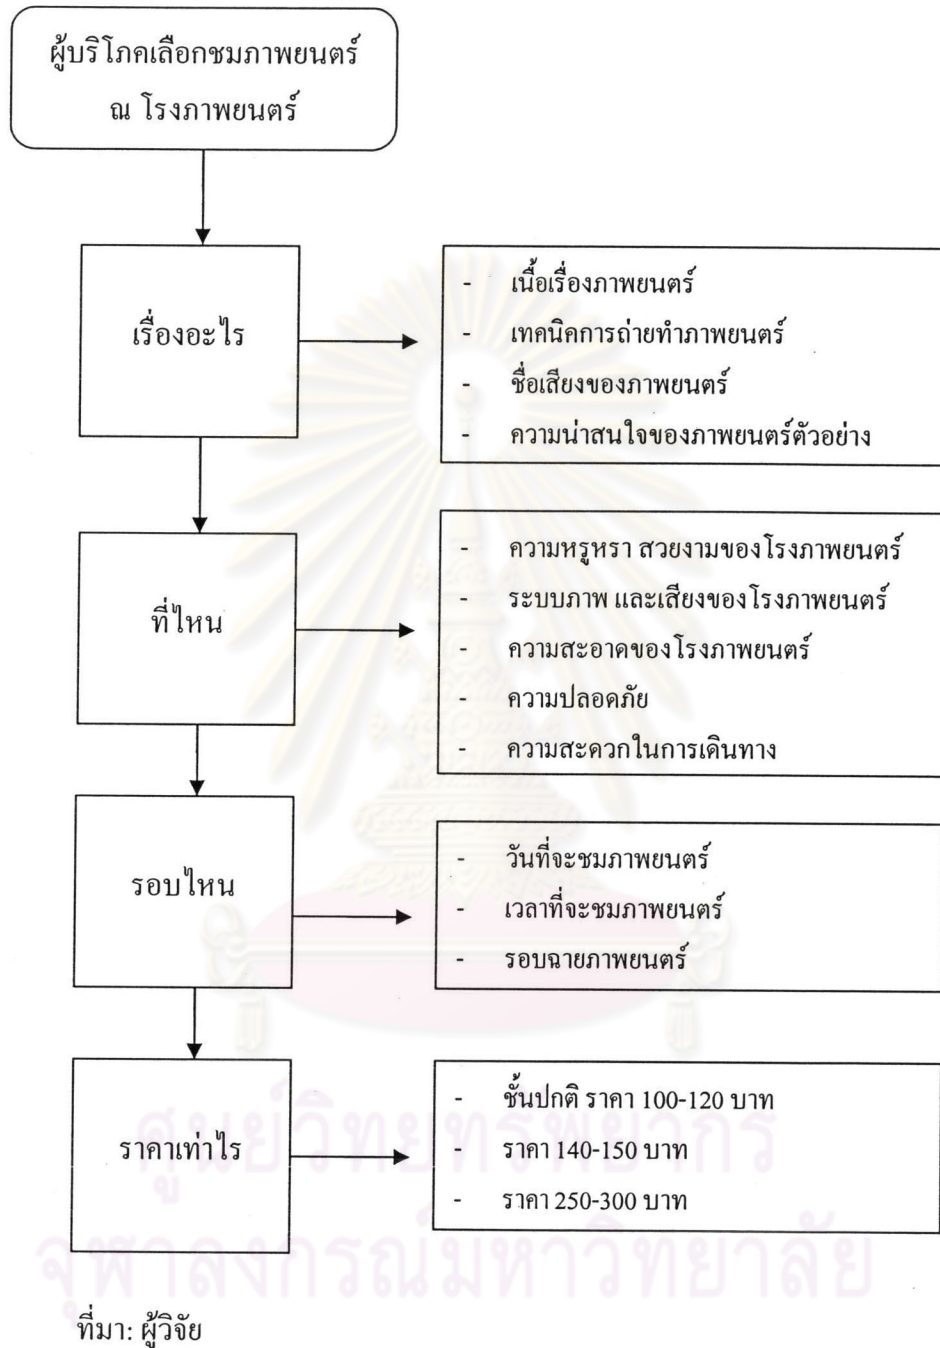 ผู้บริโภคเลือกชมภาพยนตร์
ณ โรงภาพยนตร์
เรื่องอะไร
- เนื้อเรื่องภาพยนตร์
- เทคนิคการถ่ายทำภาพยนตร์
- ชื่อเสียงของภาพยนตร์
- ความน่าสนใจของภาพยนตร์ตัวอย่าง
ที่ไหน
- ความหรูหรา สวยงามของโรงภาพยนตร์
- ระบบภาพ และเสียงของโรงภาพยนตร์
- ความสะอาดของโรงภาพยนตร์
- ความปลอดภัย
- ความสะดวกในการเดินทาง
รอบไหน
- วันที่จะชมภาพยนตร์
- เวลาที่จะชมภาพยนตร์
- รอบฉายภาพยนตร์
ราคาเท่าไร
- ชั้นปกติ ราคา 100-120 บาท
- ราคา 140-150 บาท
- ราคา 250-300 บาท
ศูนย์วิทยทรัพยากร
จุฬาลงกรณ์มหาวิทยาลัย
ที่มา: ผู้วิจัย